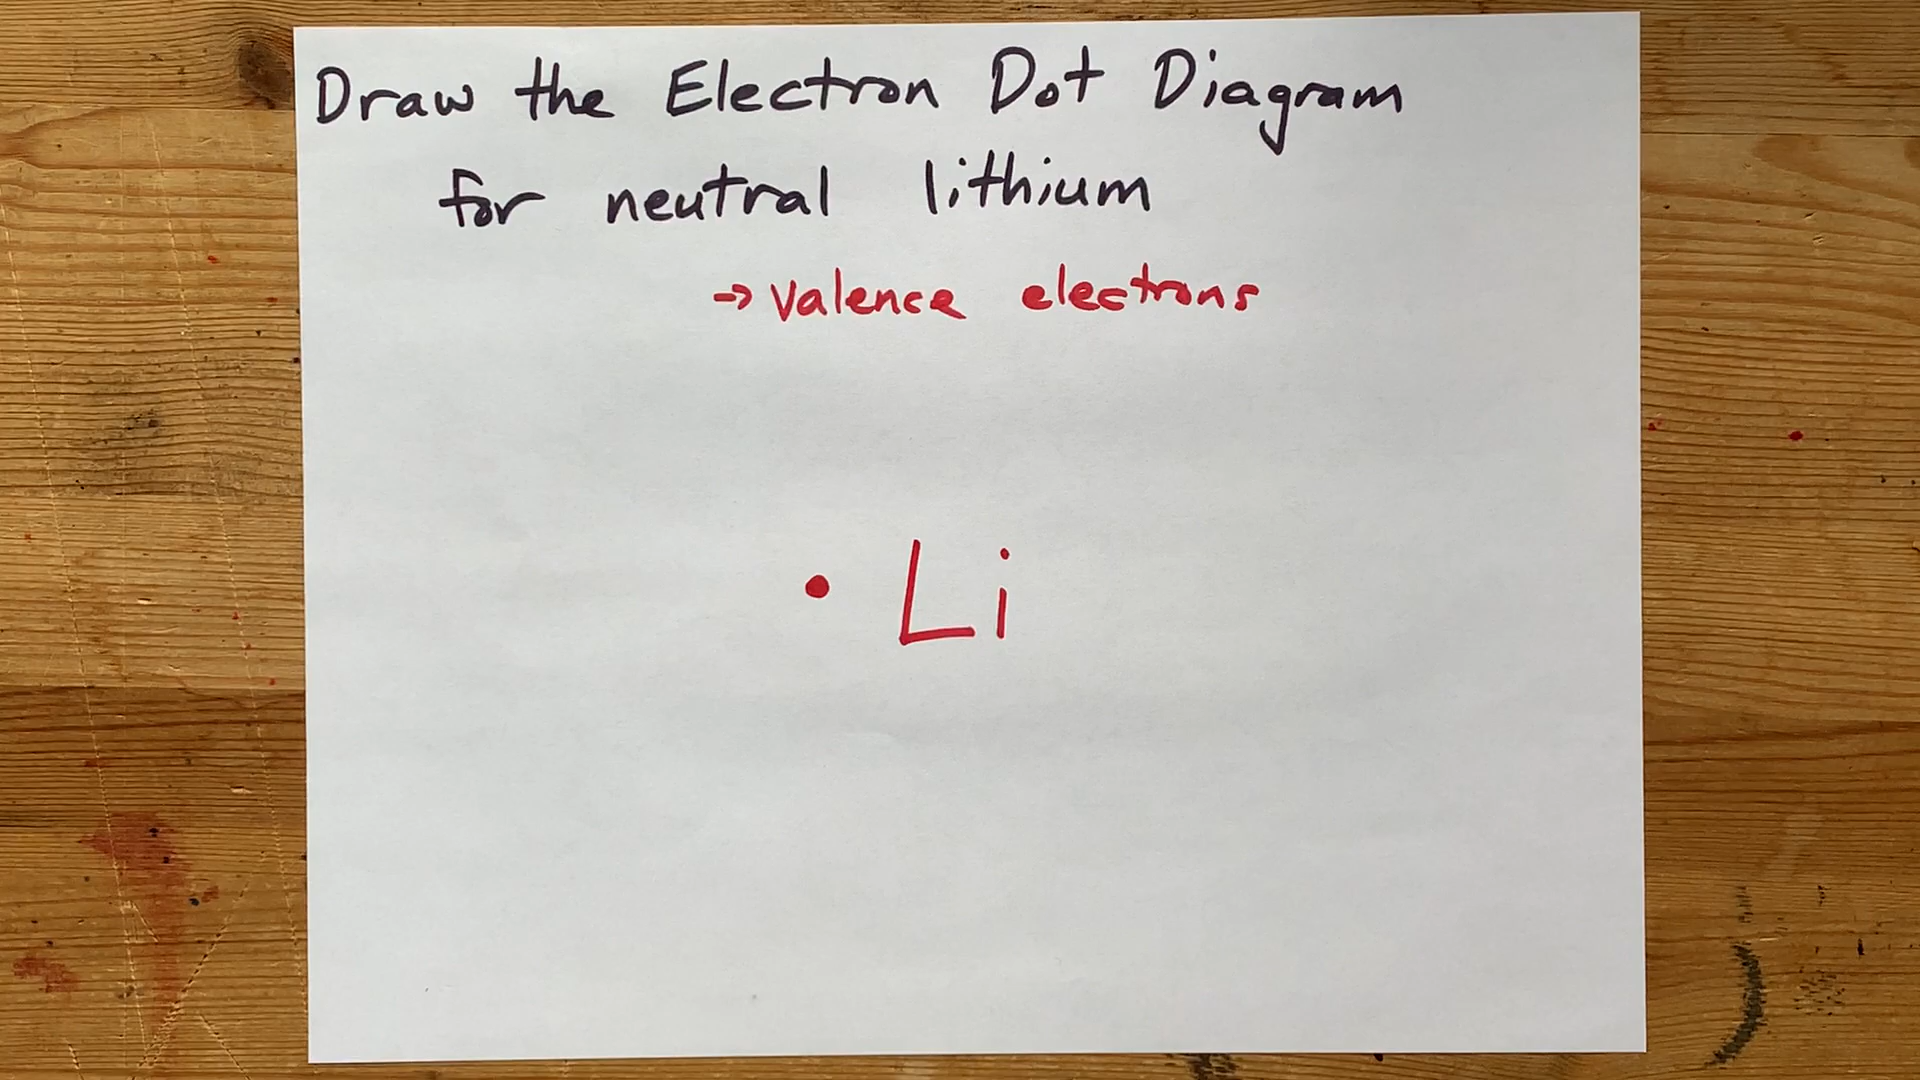 Draw the Electron Dot Diagram
for neutral lithium
→ valence electrons
• Li